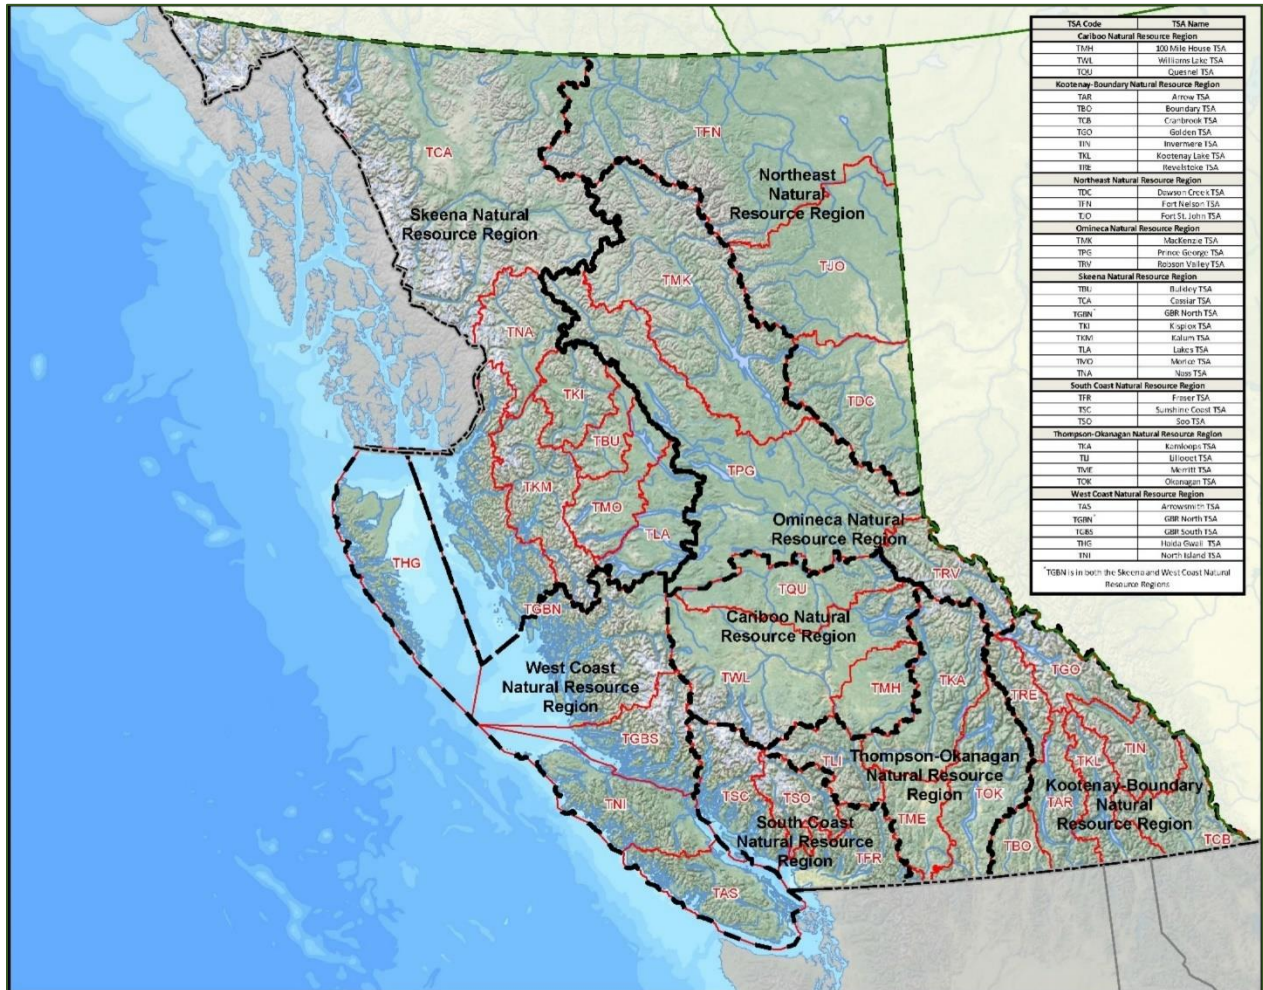 TSA Code TSA Name
Cariboo Natural Resource Region
TMH 100 Mile House TSA
TWL Williams Lake TSA
TQU Quesnel TSA
Kootenay-Boundary Natural Resource Region
TAR Arrow TSA
TBO Boundary TSA
TCB Cranbrook TSA
TGO Golden TSA
TIN Invermere TSA
TKL Kootenay Lake TSA
TRE Revelstoke TSA
Northeast Natural Resource Region
TDC Dawson Creek TSA
TFN Fort Nelson TSA
TJO Fort St. John TSA
Omineca Natural Resource Region
TMK MacKenzie TSA
TPG Prince George TSA
TRV Robson Valley TSA
Skeena Natural Resource Region
TBU Bulkley TSA
TCA Cassiar TSA
TGBN* GBR North TSA
TKI Kispiox TSA
TKM Kalum TSA
TLA Lakes TSA
TMO Morice TSA
TNA Nass TSA
South Coast Natural Resource Region
TFR Fraser TSA
TSC Sunshine Coast TSA
TSO Soo TSA
Thompson-Okanagan Natural Resource Region
TKA Kamloops TSA
TLI Lillooet TSA
TME Merritt TSA
TOK Okanagan TSA
West Coast Natural Resource Region
TAS Arrowsmith TSA
TGBN* GBR North TSA
TGBS GBR South TSA
THG Haida Gwaii TSA
TNI North Island TSA
*TGBN is in both the Skeena and West Coast Natural
Resource Regions
TFN
TCA
Northeast
Natural
Resource Region
Skeena Natural
Resource Region
TJO
TMK
TNA
TKI
TDC
TBU
TPG
TKM
TMO
TLA
Omineca Natural
Resource Region
THG
TRV
TQU
TGBN
Cariboo Natural
Resource Region
West Coast
Natural Resource
Region
TWL
TMH
TKA
TRE
TGO
TGBS
TLI
Thompson-Okanagan
Natural Resource
Region
TIN
TKL
Kootenay-Boundary
Natural
Resource Region
TNI
TSC
TSO
TOK
TAR
South Coast
Natural Resource
Region
TME
TBO
TCB
TFR
TAS